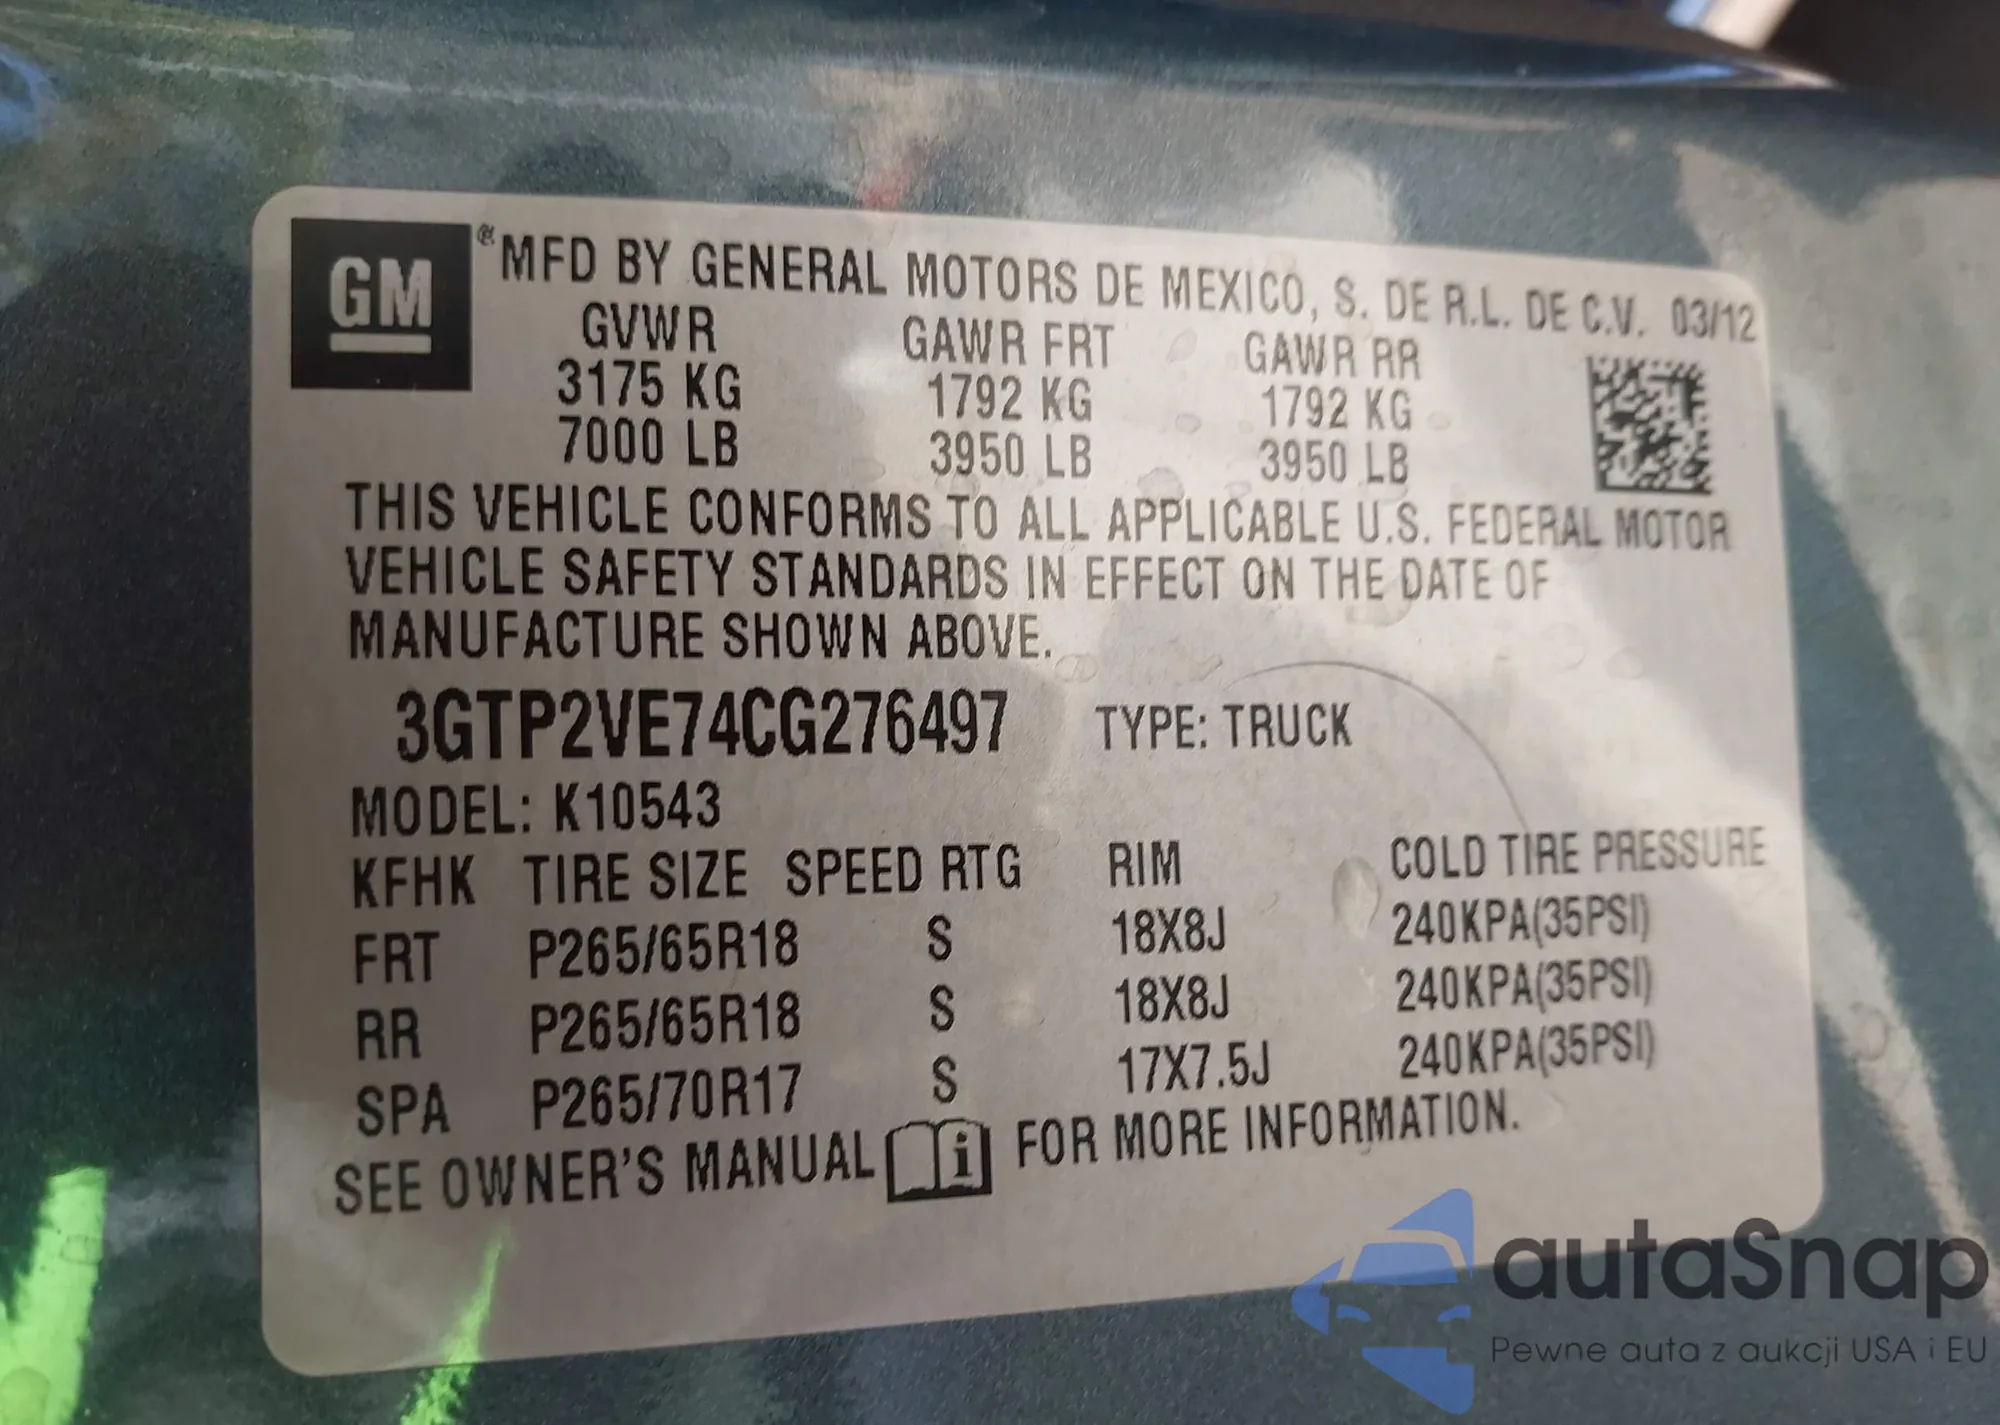 GM
® MFD BY GENERAL MOTORS DE MEXICO, S. DE R.L. DE C.V. 03/12
GVWR GAWR FRT GAWR RR
3175 KG 1792 KG 1792 KG
7000 LB 3950 LB 3950 LB
THIS VEHICLE CONFORMS TO ALL APPLICABLE U.S. FEDERAL MOTOR
VEHICLE SAFETY STANDARDS IN EFFECT ON THE DATE OF
MANUFACTURE SHOWN ABOVE.
3GTP2VE74CG276497 TYPE: TRUCK
MODEL: K10543
KFHK TIRE SIZE SPEED RTG RIM COLD TIRE PRESSURE
FRT P265/65R18 S 18X8J 240KPA(35PSI)
RR P265/65R18 S 18X8J 240KPA(35PSI)
SPA P265/70R17 S 17X7.5J 240KPA(35PSI)
SEE OWNER'S MANUAL i FOR MORE INFORMATION.
autaSnap
Pewne auta z aukcji USA i EU